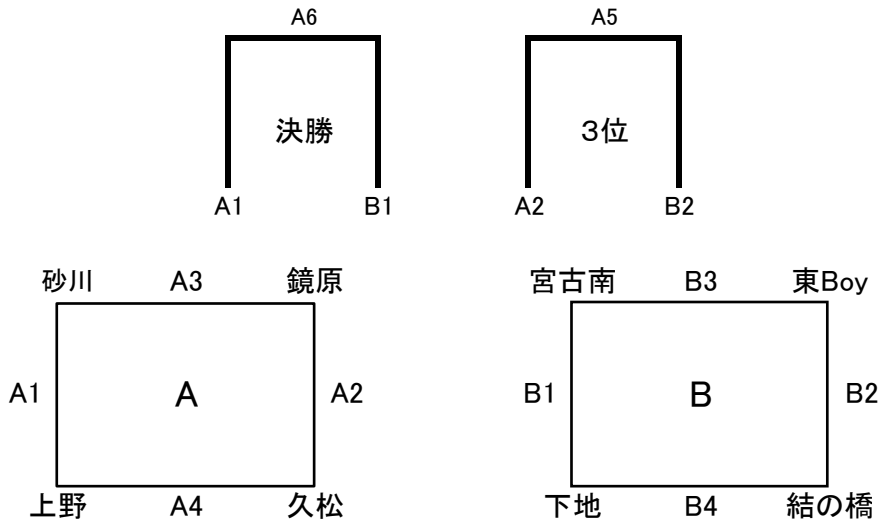 A6 A5
決勝 3位
A1 B1 A2 B2
砂川 A3 鏡原 宮古南 B3 東Boy
A1 A A2 B1 B B2
上野 A4 久松 下地 B4 結の橋